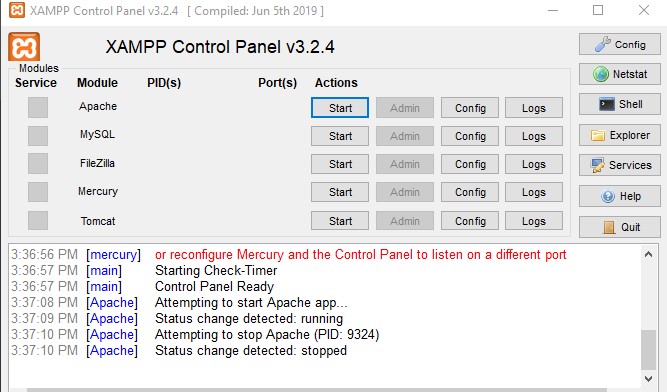 XAMPP Control Panel v3.2.4 [ Compiled: Jun 5th 2019 ]
XAMPP Control Panel v3.2.4
Config
Modules
Service Module PID(s) Port(s) Actions
Netstat
Apache Start Admin Config Logs
Shell
MySQL Start Admin Config Logs
Explorer
FileZilla Start Admin Config Logs
Services
Mercury Start Admin Config Logs
Help
Tomcat Start Admin Config Logs
Quit
3:36:56 PM [mercury] or reconfigure Mercury and the Control Panel to listen on a different port
3:36:57 PM [main] Starting Check-Timer
3:36:57 PM [main] Control Panel Ready
3:37:08 PM [Apache] Attempting to start Apache app...
3:37:09 PM [Apache] Status change detected: running
3:37:10 PM [Apache] Attempting to stop Apache (PID: 9324)
3:37:10 PM [Apache] Status change detected: stopped